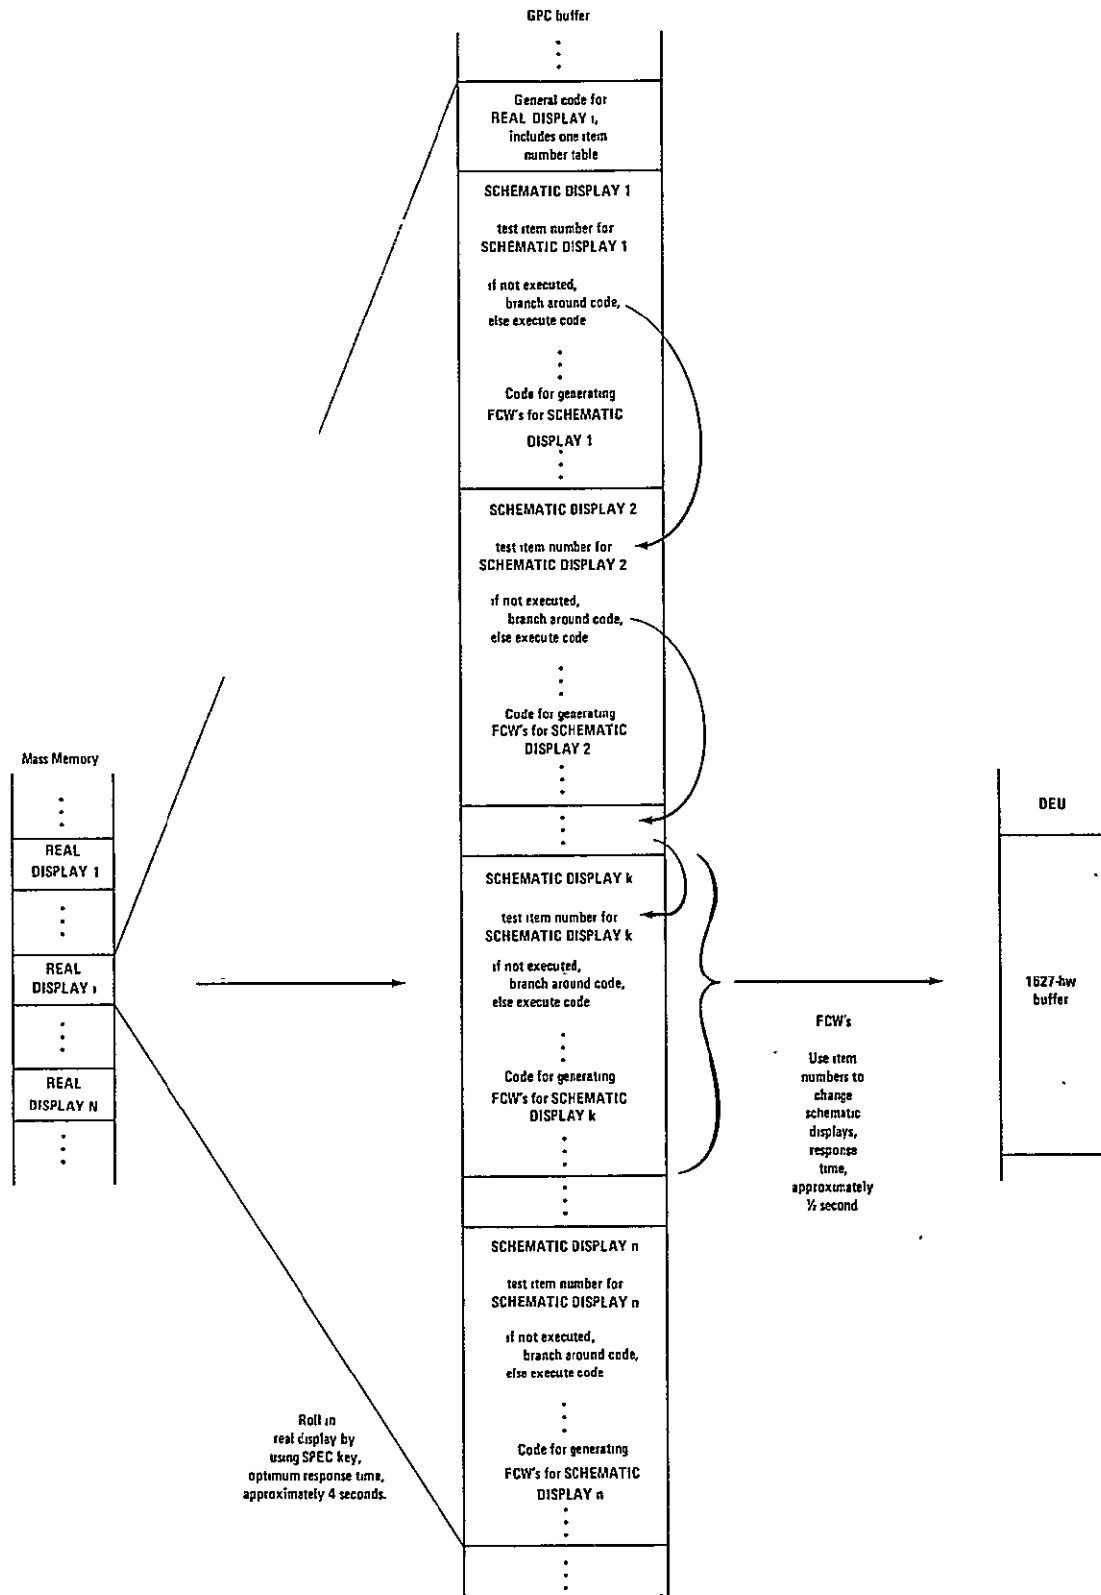 GPC buffer
General code for
REAL DISPLAY i,
includes one item
number table
SCHEMATIC DISPLAY 1
test item number for
SCHEMATIC DISPLAY 1
if not executed,
branch around code,
else execute code
Code for generating
FCW's for SCHEMATIC
DISPLAY 1
SCHEMATIC DISPLAY 2
test item number for
SCHEMATIC DISPLAY 2
if not executed,
branch around code,
else execute code
Code for generating
FCW's for SCHEMATIC
DISPLAY 2
Mass Memory
REAL
DISPLAY 1
REAL
DISPLAY i
REAL
DISPLAY N
SCHEMATIC DISPLAY k
test item number for
SCHEMATIC DISPLAY k
if not executed,
branch around code,
else execute code
Code for generating
FCW's for SCHEMATIC
DISPLAY k
FCW's
Use item
numbers to
change
schematic
displays,
response
time,
approximately
½ second
DEU
1627-hw
buffer
SCHEMATIC DISPLAY n
test item number for
SCHEMATIC DISPLAY n
if not executed,
branch around code,
else execute code
Code for generating
FCW's for SCHEMATIC
DISPLAY n
Roll in
real display by
using SPEC key,
optimum response time,
approximately 4 seconds.